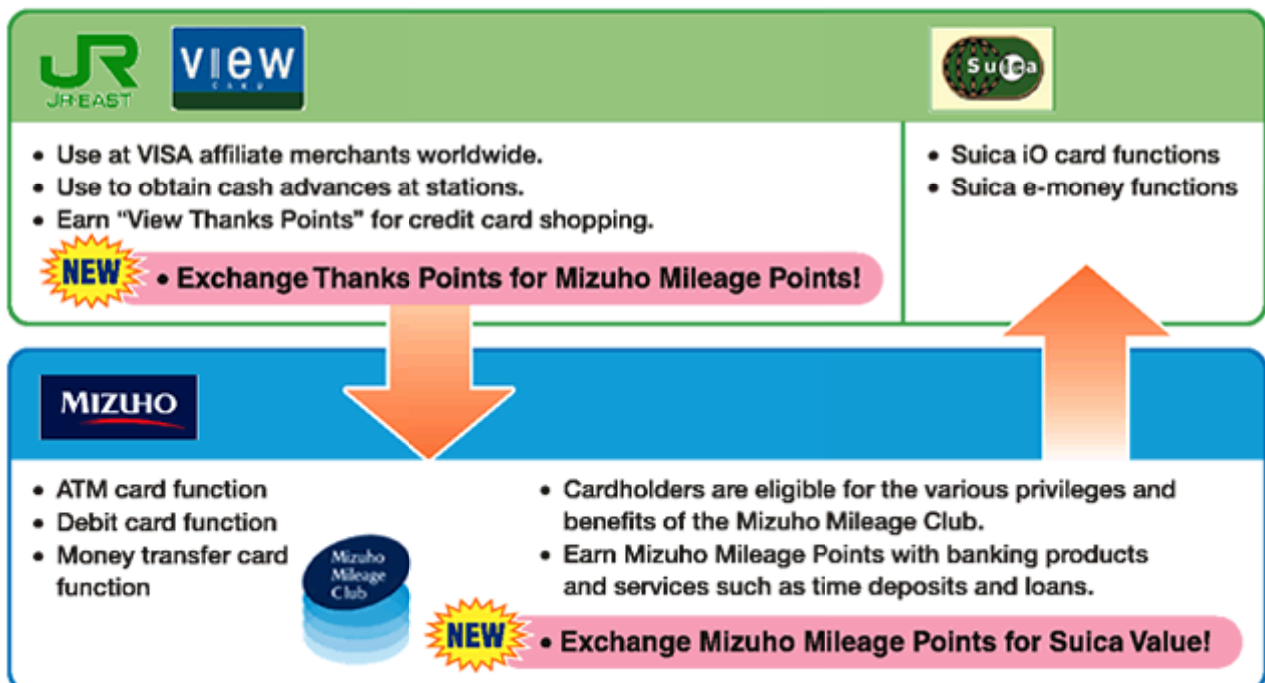 JR
JR-EAST
VIEW
CARD
Suica
• Use at VISA affiliate merchants worldwide.
• Use to obtain cash advances at stations.
• Earn “View Thanks Points” for credit card shopping.
NEW
• Exchange Thanks Points for Mizuho Mileage Points!
• Suica iO card functions
• Suica e-money functions
MIZUHO
• ATM card function
• Debit card function
• Money transfer card
function
Mizuho
Mileage
Club
• Cardholders are eligible for the various privileges and
benefits of the Mizuho Mileage Club.
• Earn Mizuho Mileage Points with banking products
and services such as time deposits and loans.
NEW
• Exchange Mizuho Mileage Points for Suica Value!